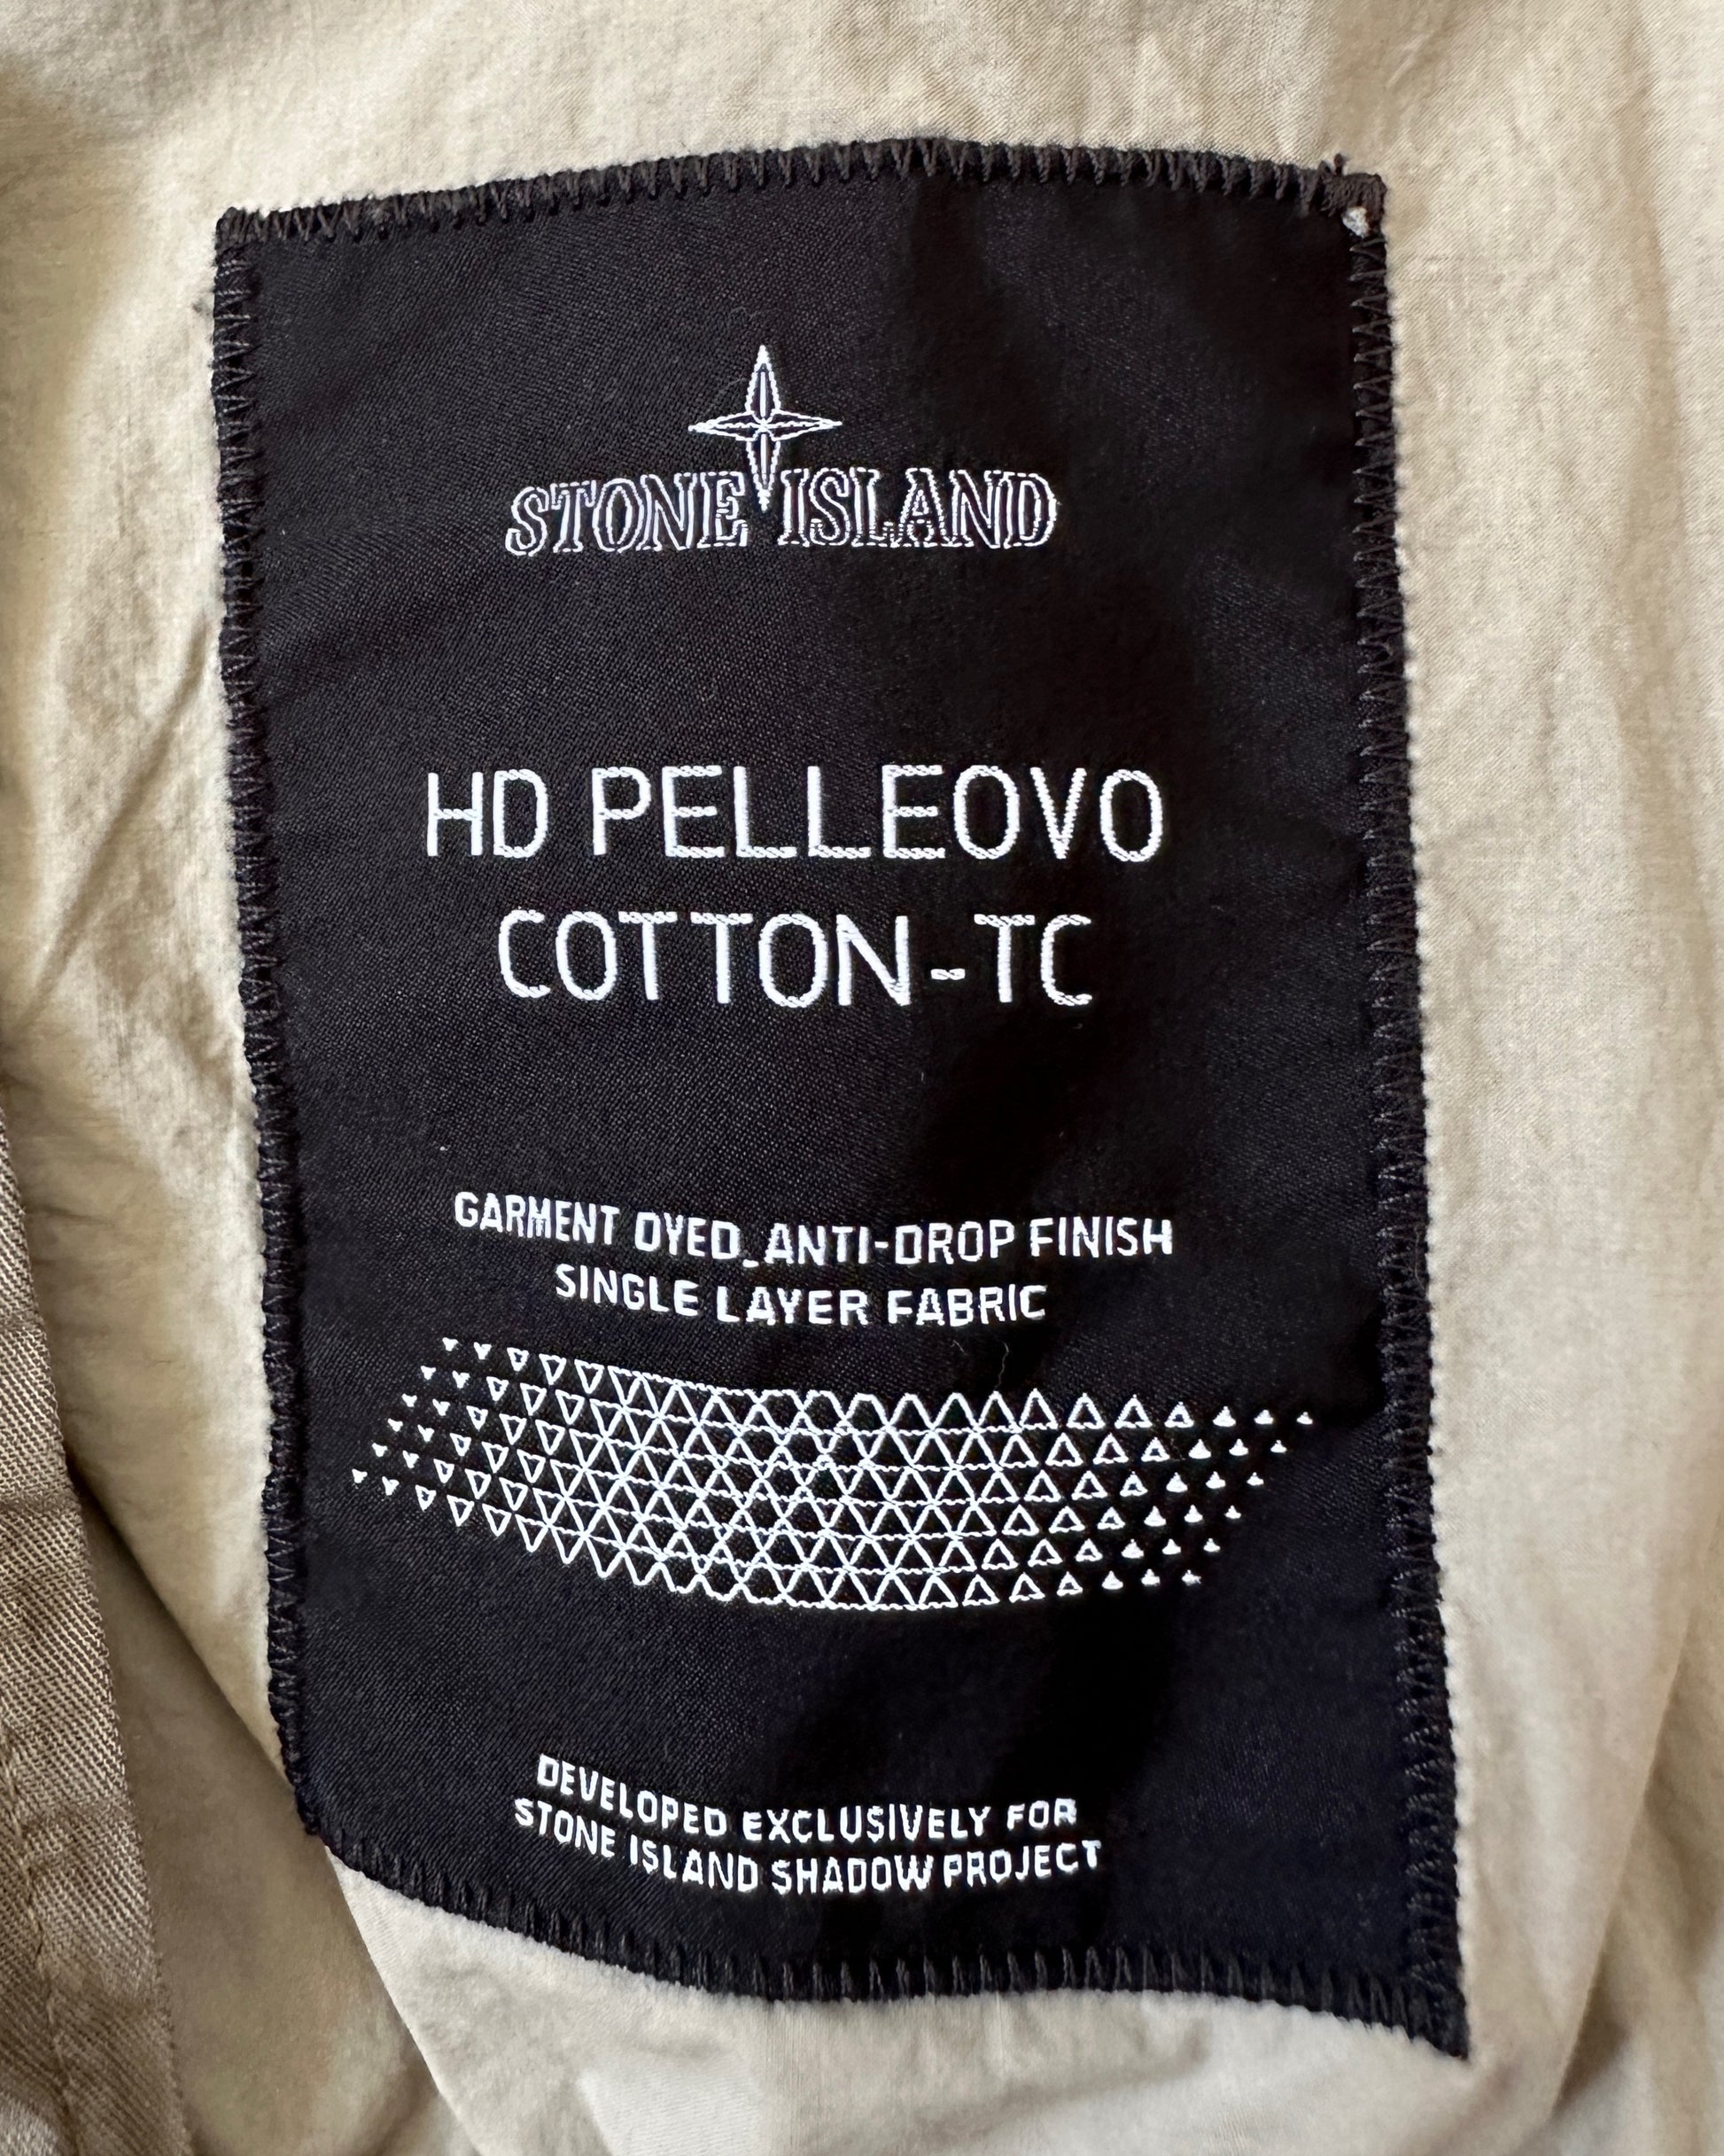 STONE ISLAND
HD PELLEOVO
COTTON-TC
GARMENT DYED_ANTI-DROP FINISH
SINGLE LAYER FABRIC
DEVELOPED EXCLUSIVELY FOR
STONE ISLAND SHADOW PROJECT